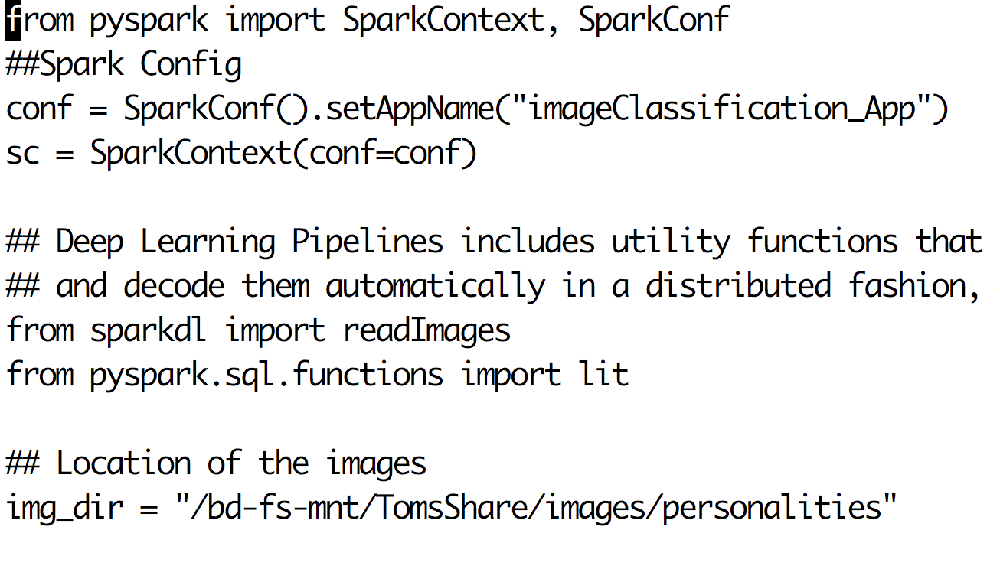 from pyspark import SparkContext, SparkConf
##Spark Config
conf = SparkConf().setAppName("imageClassification_App")
sc = SparkContext(conf=conf)
## Deep Learning Pipelines includes utility functions that
## and decode them automatically in a distributed fashion,
from sparkdl import readImages
from pyspark.sql.functions import lit
## Location of the images
img_dir = "/bd-fs-mnt/TomsShare/images/personalities"